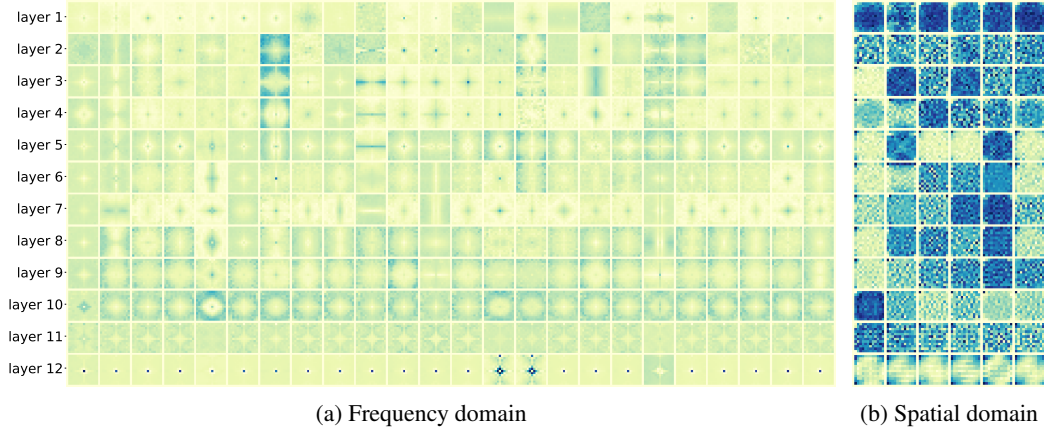 layer 1
layer 2
layer 3
layer 4
layer 5
layer 6
layer 7
layer 8
layer 9
layer 10
layer 11
layer 12
(a) Frequency domain
(b) Spatial domain